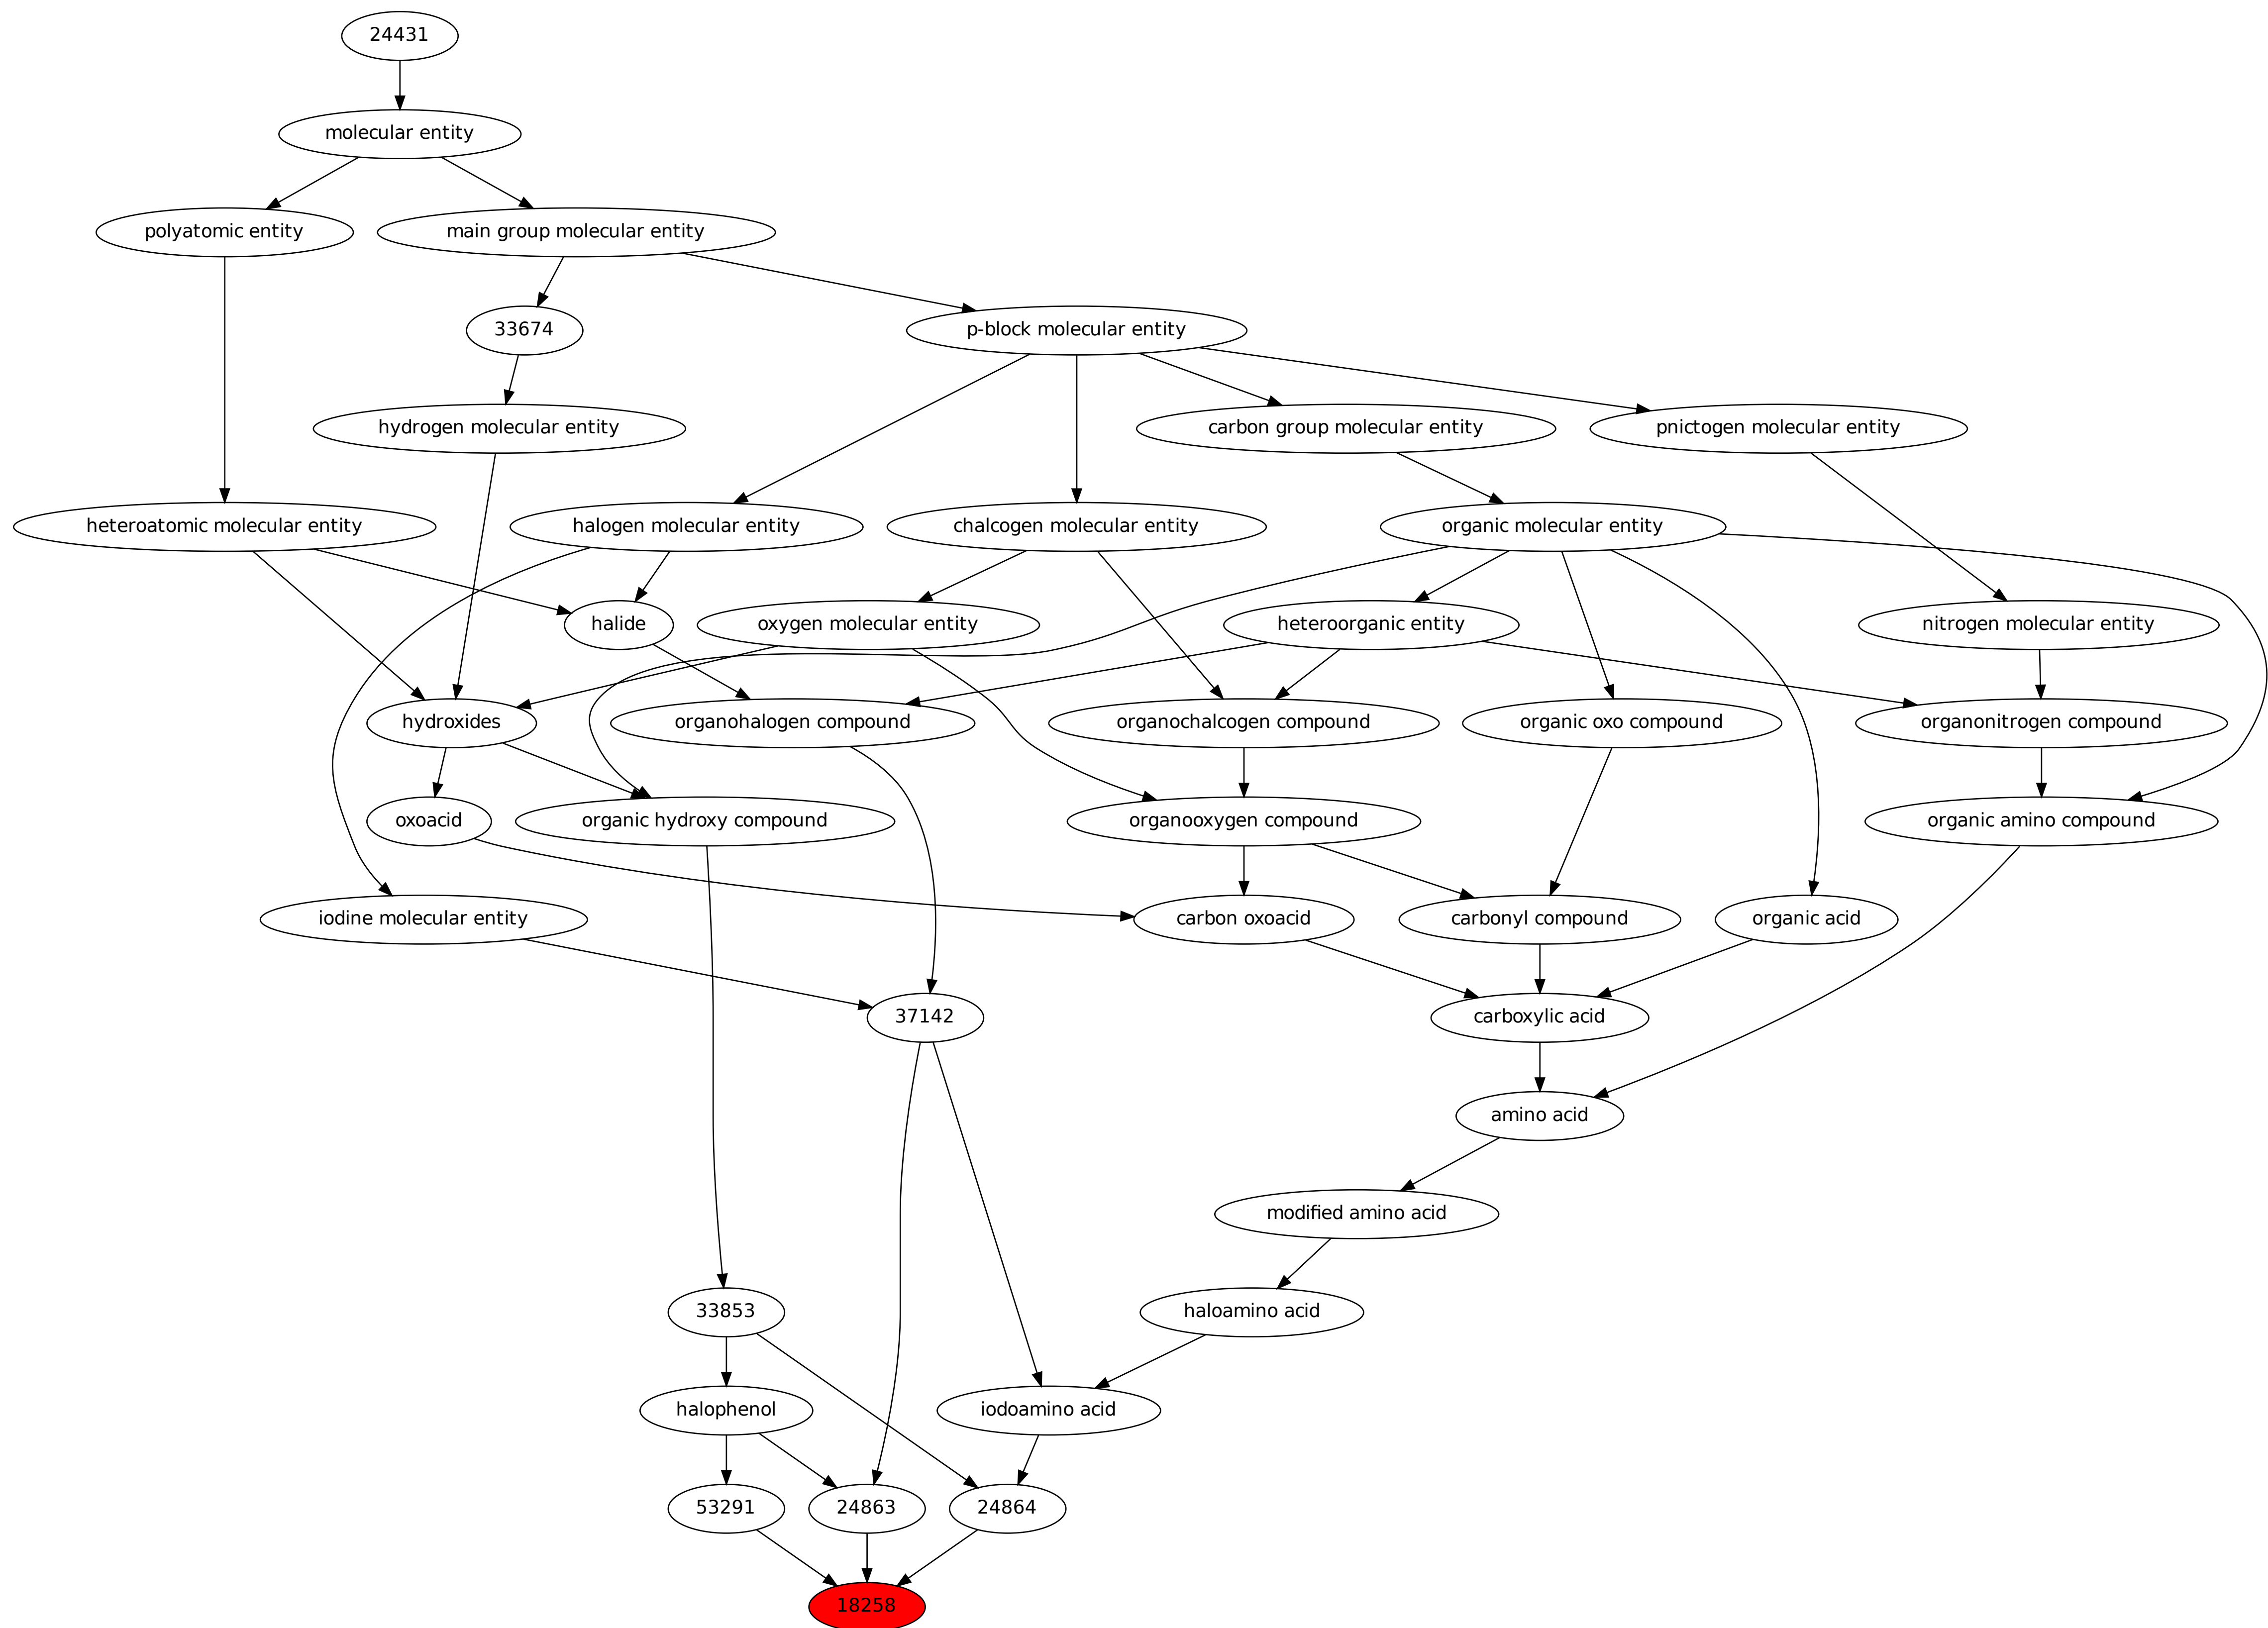 24431
molecular entity
polyatomic entity
main group molecular entity
33674
p-block molecular entity
hydrogen molecular entity
carbon group molecular entity
pnictogen molecular entity
heteroatomic molecular entity
halogen molecular entity
chalcogen molecular entity
organic molecular entity
halide
oxygen molecular entity
heteroorganic entity
nitrogen molecular entity
hydroxides
organohalogen compound
organochalcogen compound
organic oxo compound
organonitrogen compound
oxoacid
organic hydroxy compound
organooxygen compound
organic amino compound
iodine molecular entity
carbon oxoacid
carbonyl compound
organic acid
37142
carboxylic acid
amino acid
modified amino acid
33853
haloamino acid
halophenol
iodoamino acid
53291
24863
24864
18258